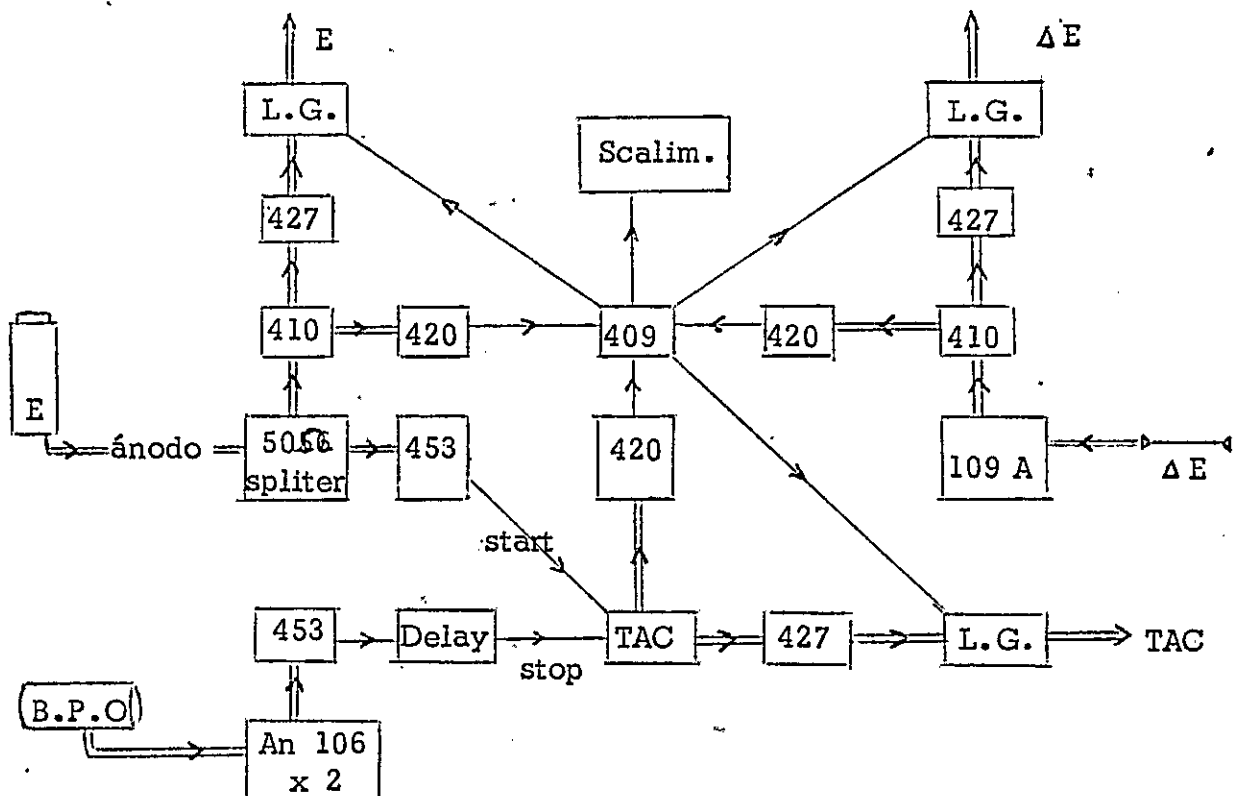 E
ΔE
L.G.
L.G.
Scalim.
427
427
410
420
409
420
410
E
ánodo
spliter
453
420
109 A
ΔE
start
453
Delay
stop
TAC
427
L.G.
TAC
(B.P.O)
An 106
x 2